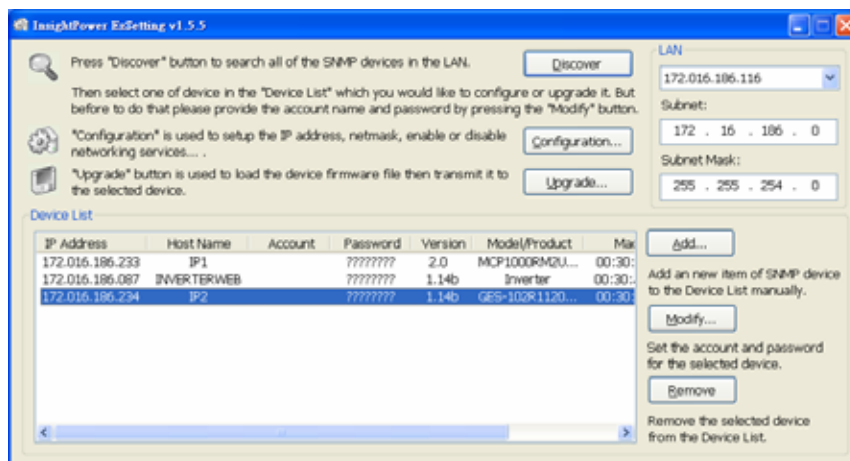 InsightPower EzSetting v1.5.5
Press "Discover" button to search all of the SNMP devices in the LAN.
Discover
Then select one of device in the "Device List" which you would like to configure or upgrade it. But
before to do that please provide the account name and password by pressing the "Modify" button.
"Configuration" is used to setup the IP address, netmask, enable or disable
networking services... .
Configuration...
"Upgrade" button is used to load the device firmware file then transmit it to
the selected device.
Upgrade...
LAN
172.016.186.116
Subnet:
172 . 16 . 186 . 0
Subnet Mask:
255 . 255 . 254 . 0
Device List
IP Address Host Name Account Password Version Model/Product Mac
172.016.186.233 IP1 ???????? 2.0 MCP1000RM2U... 00:30:
172.016.186.087 INVERTERWEB ???????? 1.14b Inverter 00:30:
172.016.186.234 IP2 ???????? 1.14b GES-102R1120... 00:30:
Add...
Add an new item of SNMP device
to the Device List manually.
Modify...
Set the account and password
for the selected device.
Remove
Remove the selected device
from the Device List.